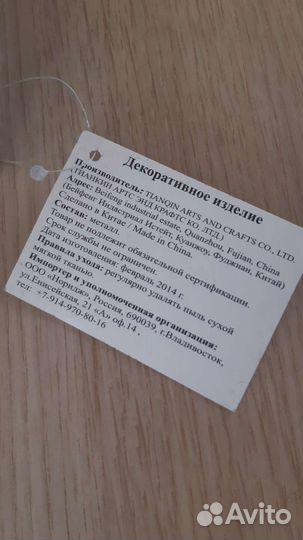 Декоративное изделие
Производитель: TIANQIN ARTS AND CRAFTS CO., LTD.
(ТИАНКИН АРТС ЭНД КРАФТС КО. ЛТД.)
Адрес: Beifeng industrial estate, Quanzhou, Fujian, China
(Бейфенг Индастриал Истейт, Куанжоу, Фуджиан, Китай)
Сделано в Китае / Made in China.
Состав: металл.
Товар не подлежит обязательной сертификации.
Срок службы не ограничен.
Дата изготовления: февраль 2014 г.
Правила ухода: регулярно удалять пыль сухой
мягкой тканью.
Импортер и уполномоченная организация:
ООО «Норидж», Россия, 690039, г.Владивосток,
ул.Енисейская, 21 «А» оф.14 ,
тел: +7-914-970-80-16
Avito